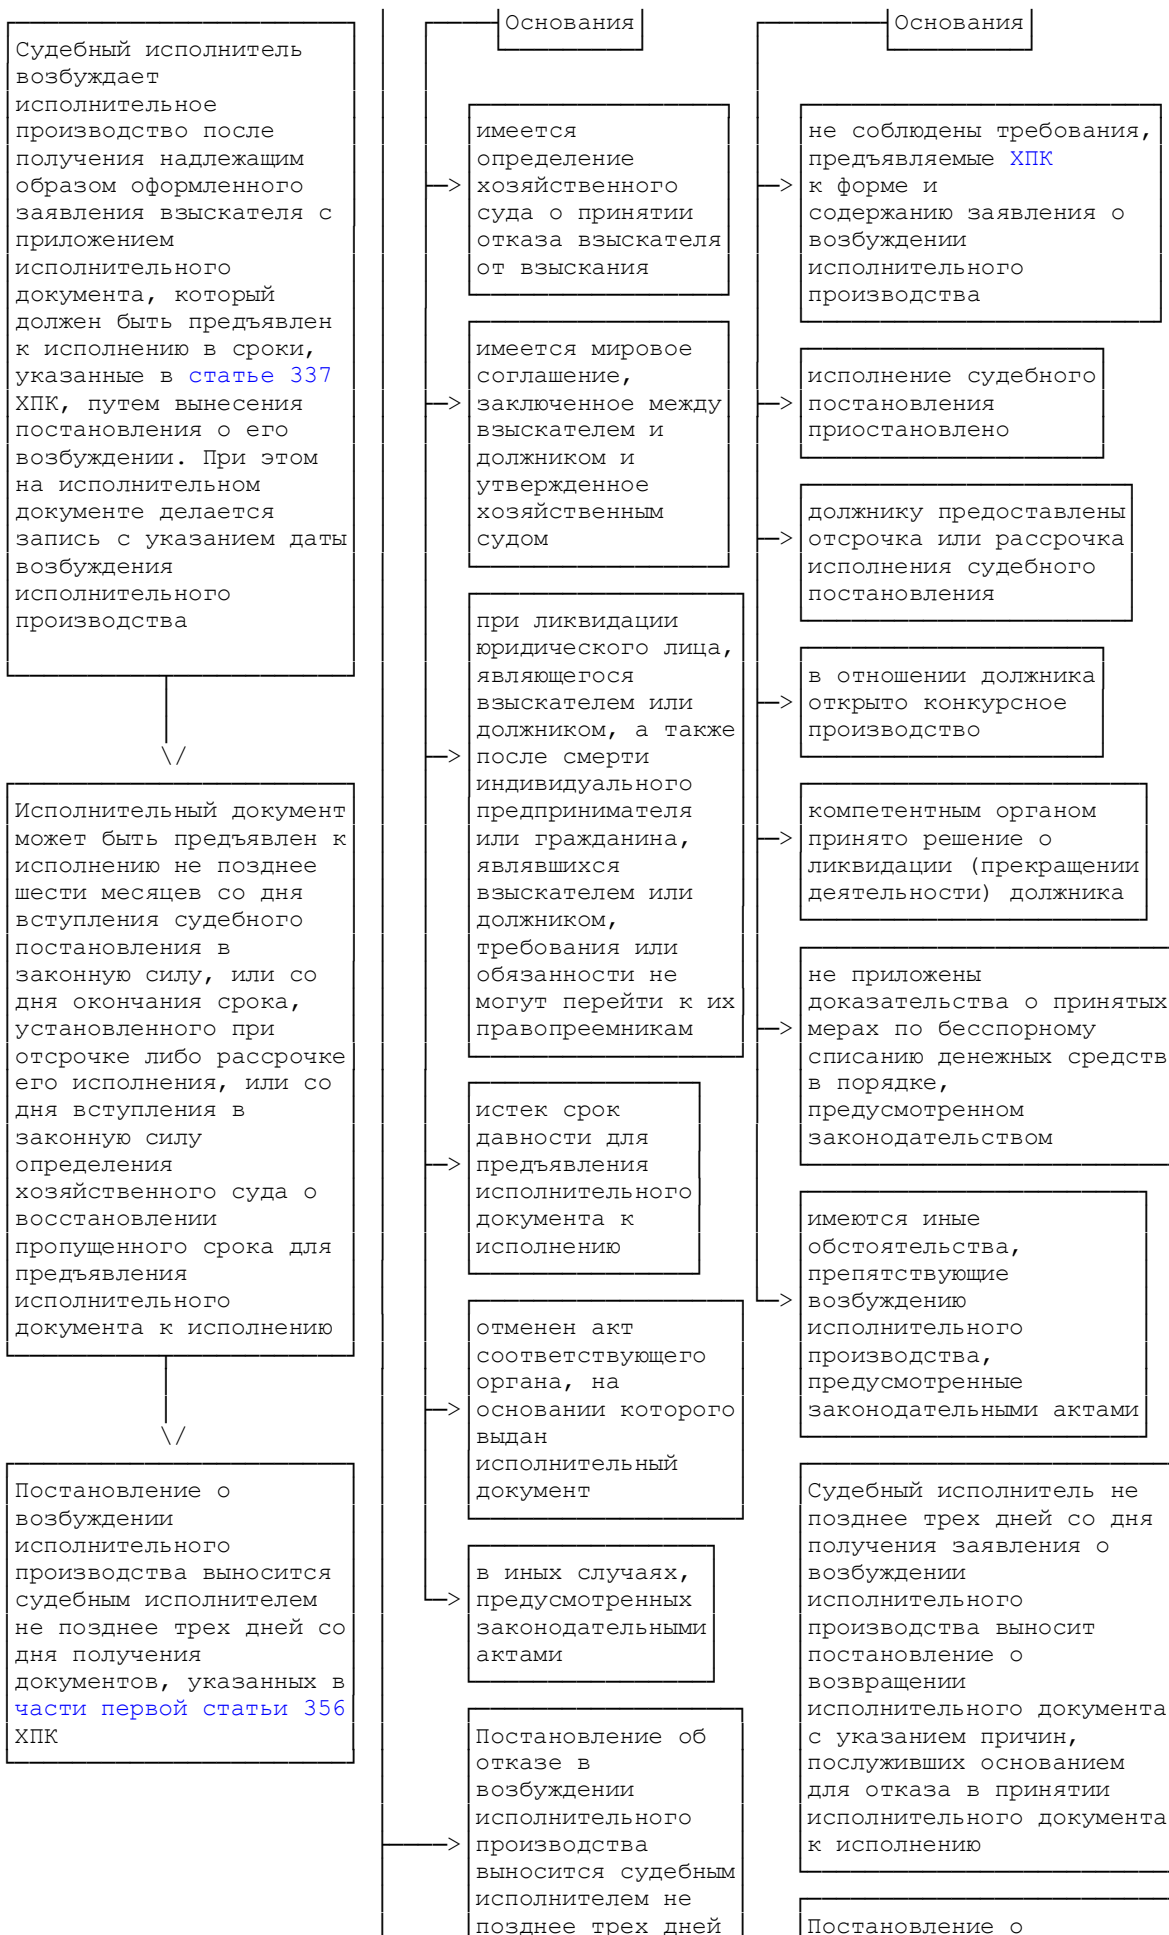 Судебный исполнитель
возбуждает
исполнительное
производство после
получения надлежащим
образом оформленного
заявления взыскателя с
приложением
исполнительного
документа, который
должен быть предъявлен
к исполнению в сроки,
указанные в статье 337
ХПК, путем вынесения
постановления о его
возбуждении. При этом
на исполнительном
документе делается
запись с указанием даты
возбуждения
исполнительного
производства
Исполнительный документ
может быть предъявлен к
исполнению не позднее
шести месяцев со дня
вступления судебного
постановления в
законную силу, или со
дня окончания срока,
установленного при
отсрочке либо рассрочке
его исполнения, или со
дня вступления в
законную силу
определения
хозяйственного суда о
восстановлении
пропущенного срока для
предъявления
исполнительного
документа к исполнению
Постановление о
возбуждении
исполнительного
производства выносится
судебным исполнителем
не позднее трех дней со
дня получения
документов, указанных в
части первой статьи 356
ХПК
Основания
имеется
определение
хозяйственного
суда о принятии
отказа взыскателя
от взыскания
имеется мировое
соглашение,
заключенное между
взыскателем и
должником и
утвержденное
хозяйственным
судом
при ликвидации
юридического лица,
являющегося
взыскателем или
должником, а также
после смерти
индивидуального
предпринимателя
или гражданина,
являвшихся
взыскателем или
должником,
требования или
обязанности не
могут перейти к их
правопреемникам
истек срок
давности для
предъявления
исполнительного
документа к
исполнению
отменен акт
соответствующего
органа, на
основании которого
выдан
исполнительный
документ
в иных случаях,
предусмотренных
законодательными
актами
Постановление об
отказе в
возбуждении
исполнительного
производства
выносится судебным
исполнителем не
позднее трех дней
Основания
не соблюдены требования,
предъявляемые ХПК
к форме и
содержанию заявления о
возбуждении
исполнительного
производства
исполнение судебного
постановления
приостановлено
должнику предоставлены
отсрочка или рассрочка
исполнения судебного
постановления
в отношении должника
открыто конкурсное
производство
компетентным органом
принято решение о
ликвидации (прекращении
деятельности) должника
не приложены
доказательства о принятых
мерах по бесспорному
списанию денежных средств
в порядке,
предусмотренном
законодательством
имеются иные
обстоятельства,
препятствующие
возбуждению
исполнительного
производства,
предусмотренные
законодательными актами
Судебный исполнитель не
позднее трех дней со дня
получения заявления о
возбуждении
исполнительного
производства выносит
постановление о
возвращении
исполнительного документа
с указанием причин,
послуживших основанием
для отказа в принятии
исполнительного документа
к исполнению
Постановление о